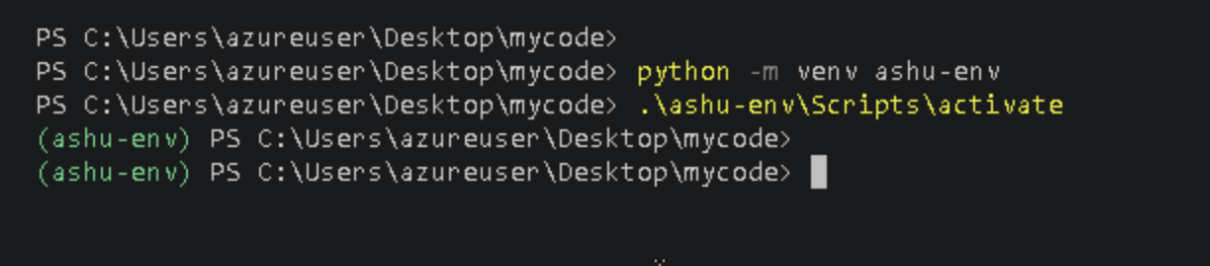 PS C:\Users\azureuser\Desktop\mycode>
PS C:\Users\azureuser\Desktop\mycode> python -m venv ashu-env
PS C:\Users\azureuser\Desktop\mycode> .\ashu-env\Scripts\activate
(ashu-env) PS C:\Users\azureuser\Desktop\mycode>
(ashu-env) PS C:\Users\azureuser\Desktop\mycode>